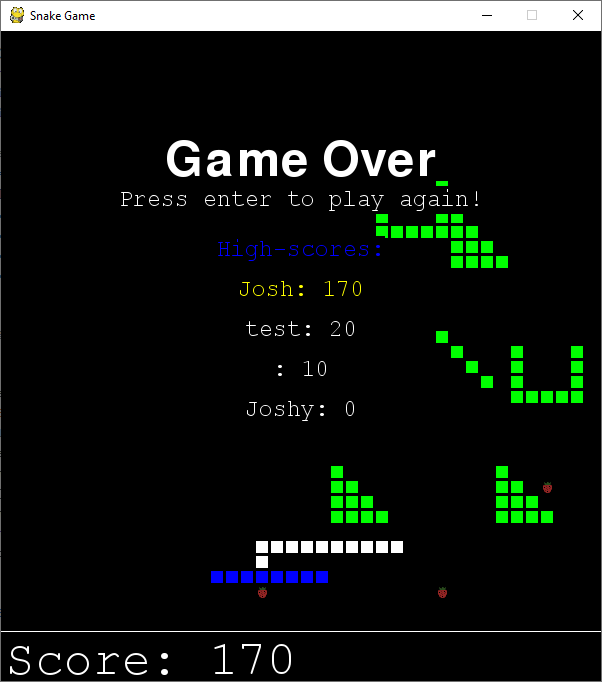 Snake Game
Game Over
Press enter to play again!
High-scores:
Josh: 170
test: 20
: 10
Joshy: 0
Score: 170